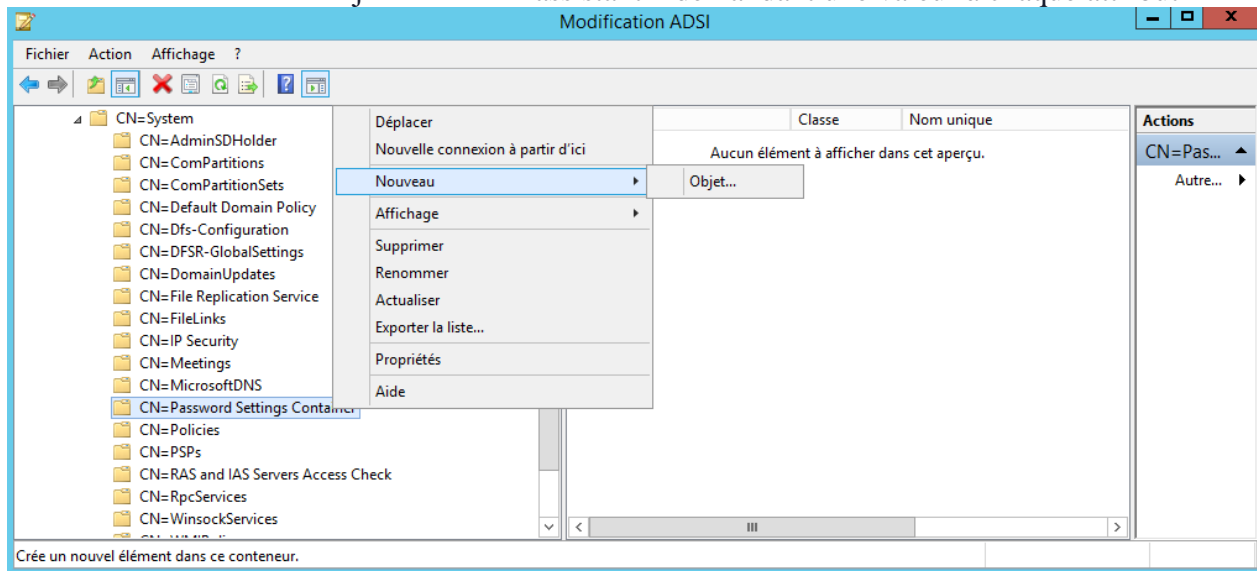 Modification ADSI
Fichier Action Affichage ?
CN=System
CN=AdminSDHolder
CN=ComPartitions
CN=ComPartitionSets
CN=Default Domain Policy
CN=Dfs-Configuration
CN=DFSR-GlobalSettings
CN=DomainUpdates
CN=File Replication Service
CN=FileLinks
CN=IP Security
CN=Meetings
CN=MicrosoftDNS
CN=Password Settings Container
CN=Policies
CN=PSPs
CN=RAS and IAS Servers Access Check
CN=RpcServices
CN=WinsockServices
Déplacer
Nouvelle connexion à partir d'ici
Nouveau
Affichage
Supprimer
Renommer
Actualiser
Exporter la liste...
Propriétés
Aide
Objet...
Classe Nom unique
Aucun élément à afficher dans cet aperçu.
Actions
CN=Pas...
Autre...
Crée un nouvel élément dans ce conteneur.